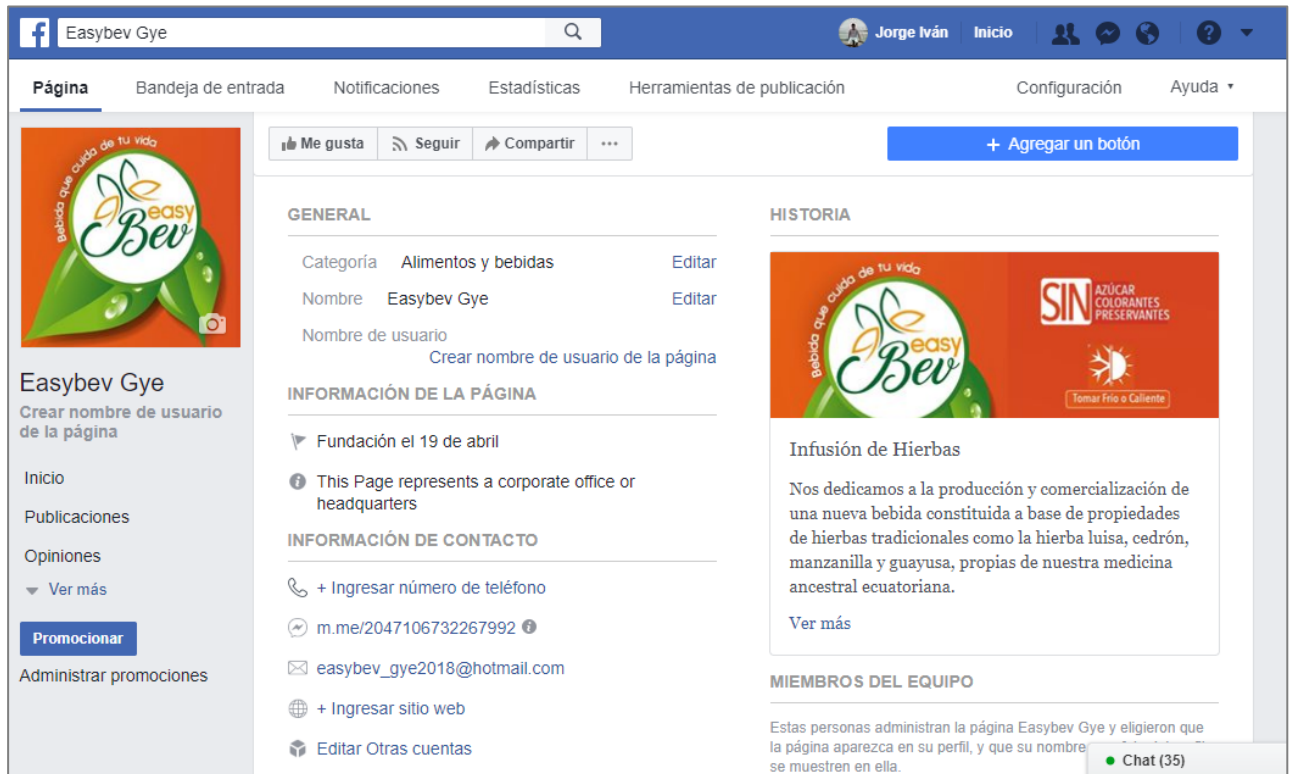 Easybev Gye
Jorge Iván
Inicio
Página
Bandeja de entrada
Notificaciones
Estadísticas
Herramientas de publicación
Configuración
Ayuda
Bebida que cuida de tu vida
easy
Bev
Easybev Gye
Crear nombre de usuario
de la página
Inicio
Publicaciones
Opiniones
Ver más
Promocionar
Administrar promociones
Me gusta
Seguir
Compartir
+ Agregar un botón
GENERAL
Categoría Alimentos y bebidas Editar
Nombre Easybev Gye Editar
Nombre de usuario
Crear nombre de usuario de la página
INFORMACIÓN DE LA PÁGINA
Fundación el 19 de abril
This Page represents a corporate office or
headquarters
INFORMACIÓN DE CONTACTO
+ Ingresar número de teléfono
m.me/2047106732267992
easybev_gye2018@hotmail.com
+ Ingresar sitio web
Editar Otras cuentas
HISTORIA
Bebida que cuida de tu vida
easy
Bev
SIN AZÚCAR
COLORANTES
PRESERVANTES
Tomar Frio o Caliente
Infusión de Hierbas
Nos dedicamos a la producción y comercialización de
una nueva bebida constituida a base de propiedades
de hierbas tradicionales como la hierba luisa, cedrón,
manzanilla y guayusa, propias de nuestra medicina
ancestral ecuatoriana.
Ver más
MIEMBROS DEL EQUIPO
Estas personas administran la página Easybev Gye y eligieron que
la página aparezca en su perfil, y que su nombre
se muestren en ella.
Chat (35)